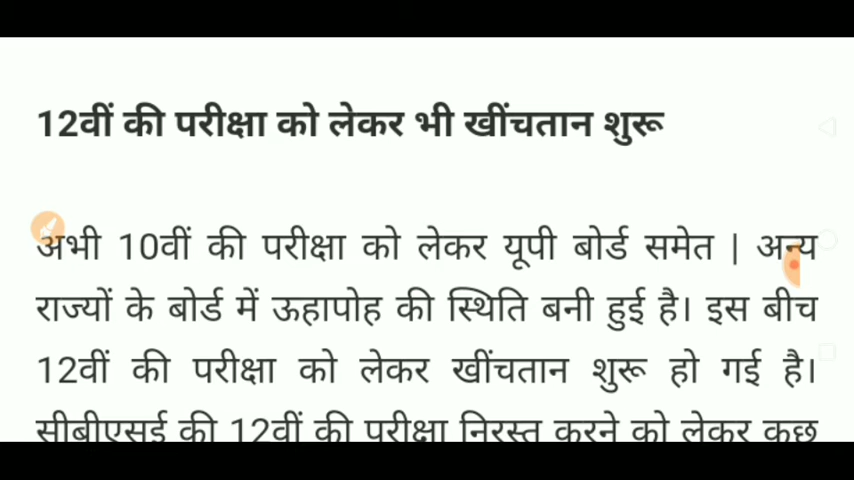 12वीं की परीक्षा को लेकर भी खींचतान शुरू
अभी 10वीं की परीक्षा को लेकर यूपी बोर्ड समेत | अन्य
राज्यों के बोर्ड में ऊहापोह की स्थिति बनी हुई है। इस बीच
12वीं की परीक्षा को लेकर खींचतान शुरू हो गई है।
सीबीएसई की 12वीं की परीक्षा निरस्त करने को लेकर कुछ